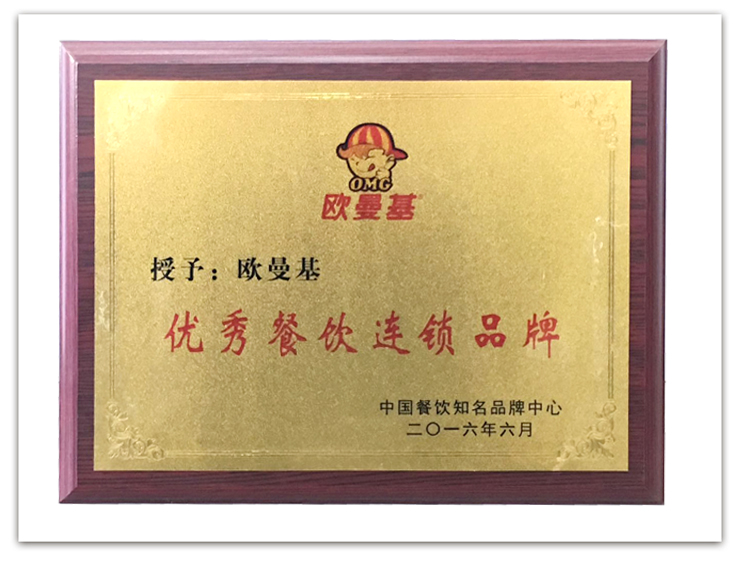 OMG
欧曼基®
授予：欧曼基
优秀餐饮连锁品牌
中国餐饮知名品牌中心
二〇一六年六月